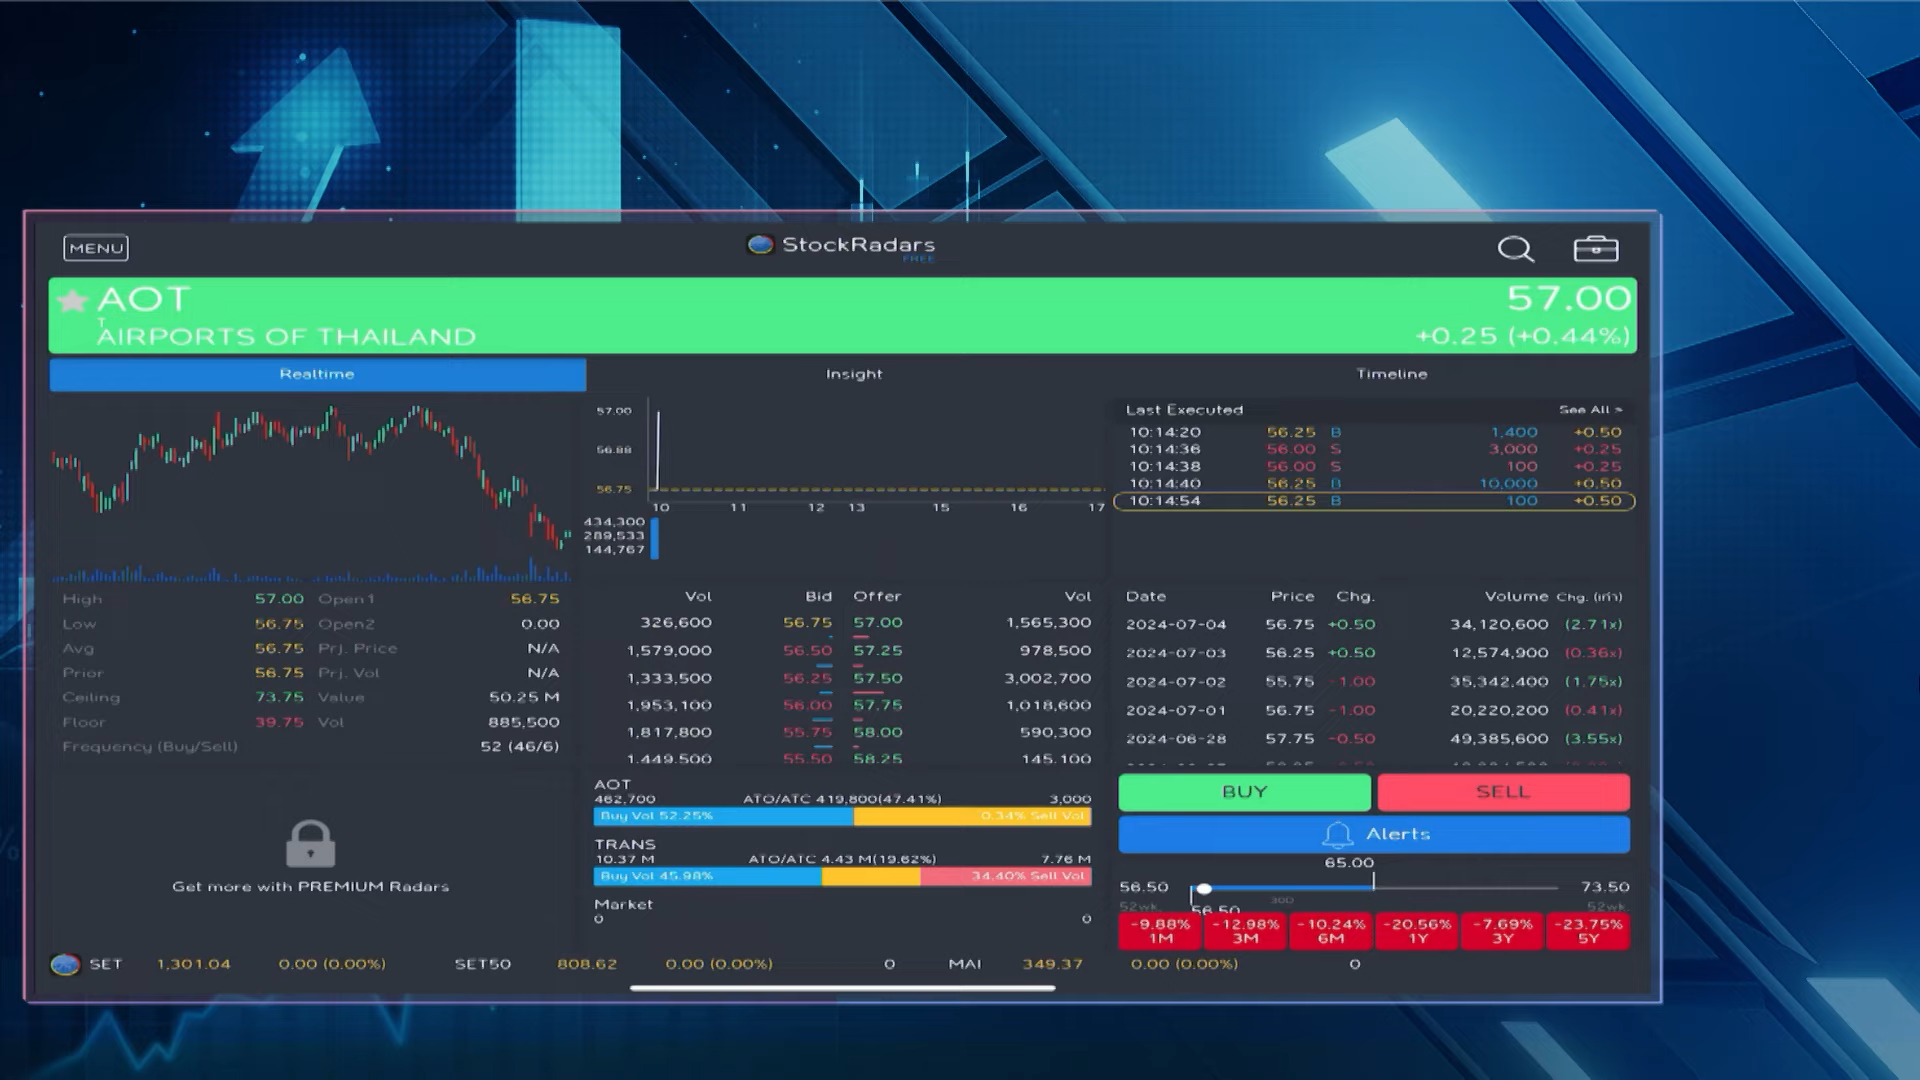 MENU
StockRadars
FREE
AOT
57.00
T
AIRPORTS OF THAILAND
+0.25 (+0.44%)
Realtime
Insight
Timeline
57.00
56.88
56.75
10 11 12 13 15 16 17
434,300
289,533
144,767
Last Executed See All >
10:14:20 56.25 B 1,400 +0.50
10:14:36 56.00 S 3,000 +0.25
10:14:38 56.00 S 100 +0.25
10:14:40 56.25 B 10,000 +0.50
10:14:54 56.25 B 100 +0.50
High 57.00 Open1 56.75
Low 56.75 Open2 0.00
Avg 56.75 Prj. Price N/A
Prior 56.75 Prj. Vol N/A
Ceiling 73.75 Value 50.25 M
Floor 39.75 Vol 885,500
Frequency (Buy/Sell) 52 (46/6)
Get more with PREMIUM Radars
Vol Bid Offer Vol
326,600 56.75 57.00 1,565,300
1,579,000 56.50 57.25 978,500
1,333,500 56.25 57.50 3,002,700
1,953,100 56.00 57.75 1,018,600
1,817,800 55.75 58.00 590,300
1,449,500 55.50 58.25 145,100
AOT
462,700 ATO/ATC 419,800(47.41%) 3,000
Buy Vol 52.25% 0.34% Sell Vol
TRANS
10.37 M ATO/ATC 4.43 M(19.62%) 7.76 M
Buy Vol 45.98% 34.40% Sell Vol
Market
0 0
Date Price Chg. Volume Chg. (เท่า)
2024-07-04 56.75 +0.50 34,120,600 (2.71x)
2024-07-03 56.25 +0.50 12,574,900 (0.36x)
2024-07-02 55.75 -1.00 35,342,400 (1.75x)
2024-07-01 56.75 -1.00 20,220,200 (0.41x)
2024-06-28 57.75 -0.50 49,385,600 (3.55x)
BUY SELL
Alerts
65.00
56.50 73.50
52wk. 30D 52wk.
56.50
-9.88% -12.98% -10.24% -20.56% -7.69% -23.75%
1M 3M 6M 1Y 3Y 5Y
SET 1,301.04 0.00 (0.00%) SET50 808.62 0.00 (0.00%) 0 MAI 349.37 0.00 (0.00%) 0